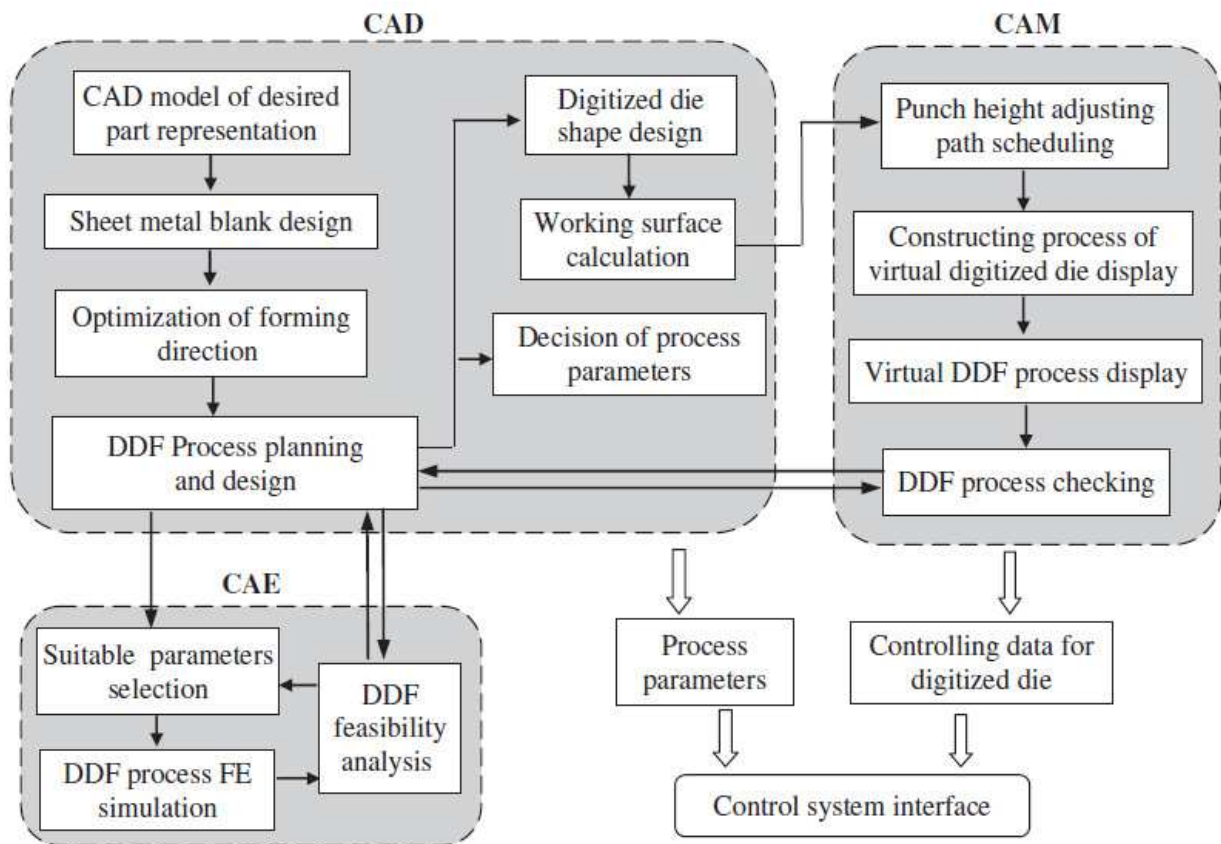 CAD
CAD model of desired
part representation
Sheet metal blank design
Optimization of forming
direction
DDF Process planning
and design
Digitized die
shape design
Working surface
calculation
Decision of process
parameters
CAM
Punch height adjusting
path scheduling
Constructing process of
virtual digitized die display
Virtual DDF process display
DDF process checking
CAE
Suitable parameters
selection
DDF process FE
simulation
DDF
feasibility
analysis
Process
parameters
Controlling data for
digitized die
Control system interface